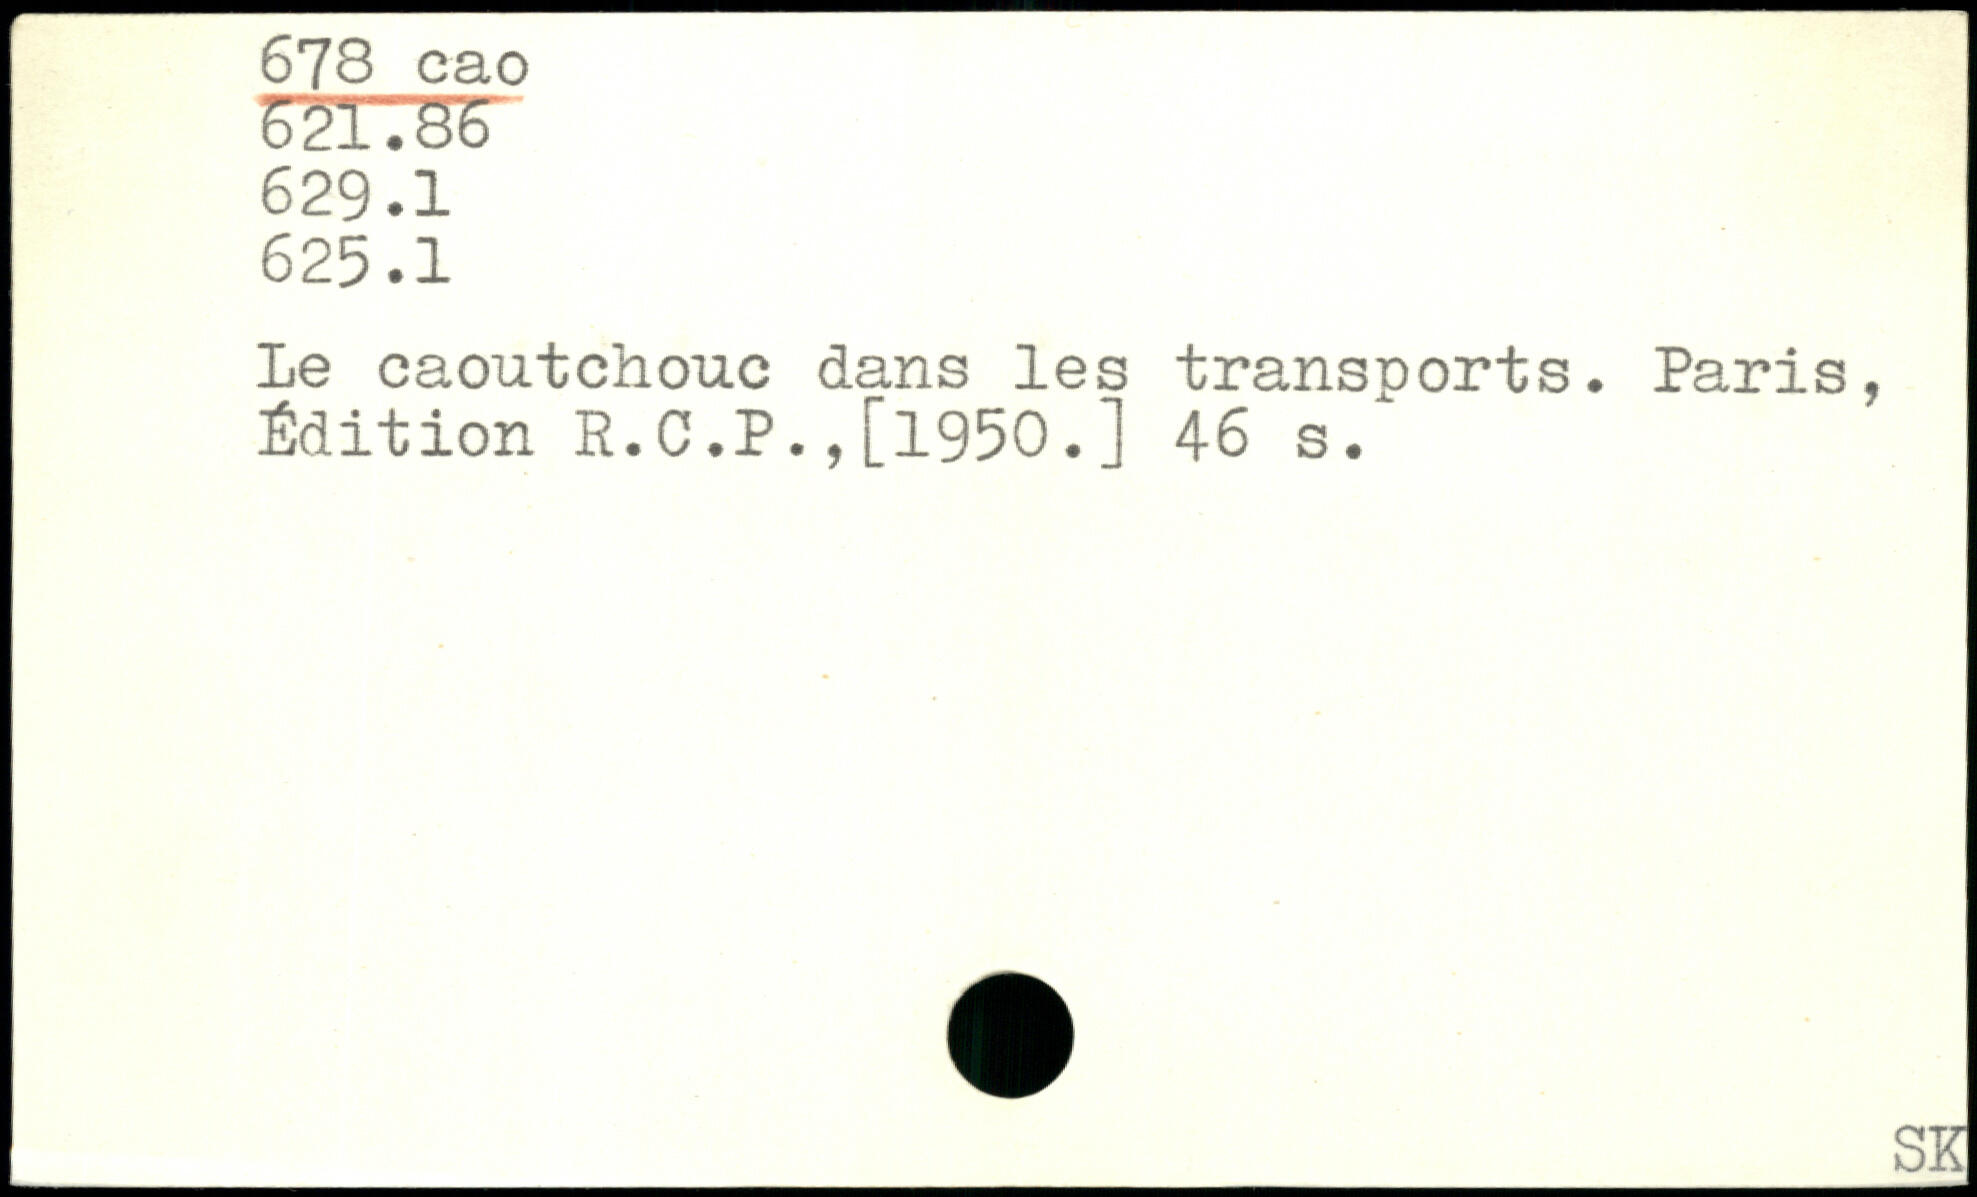 678 cao
621.86
629.1
625.1
Le caoutchouc dans les transports. Paris,
Édition R.C.P.,[1950.] 46 s.
SK